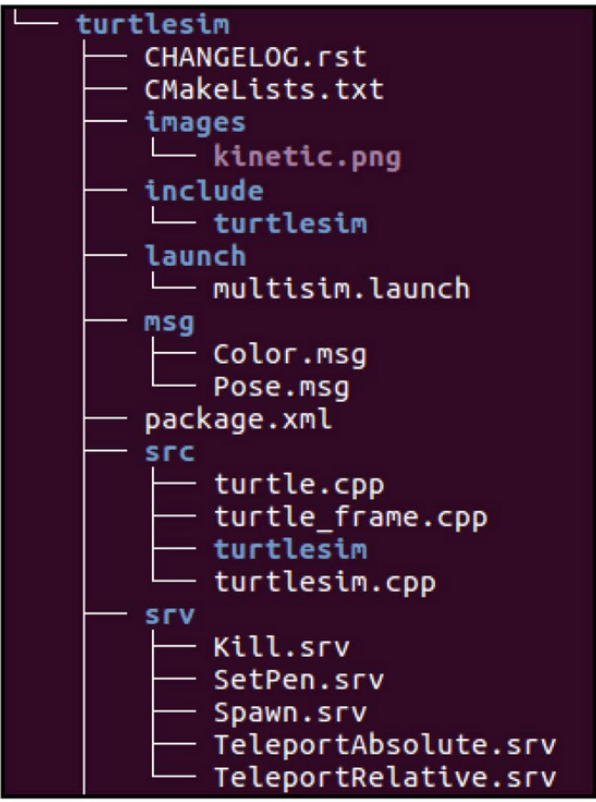 turtlesim
CHANGELOG.rst
CMakeLists.txt
images
kinetic.png
include
turtlesim
launch
multisim.launch
msg
Color.msg
Pose.msg
package.xml
src
turtle.cpp
turtle_frame.cpp
turtlesim
turtlesim.cpp
srv
Kill.srv
SetPen.srv
Spawn.srv
TeleportAbsolute.srv
TeleportRelative.srv